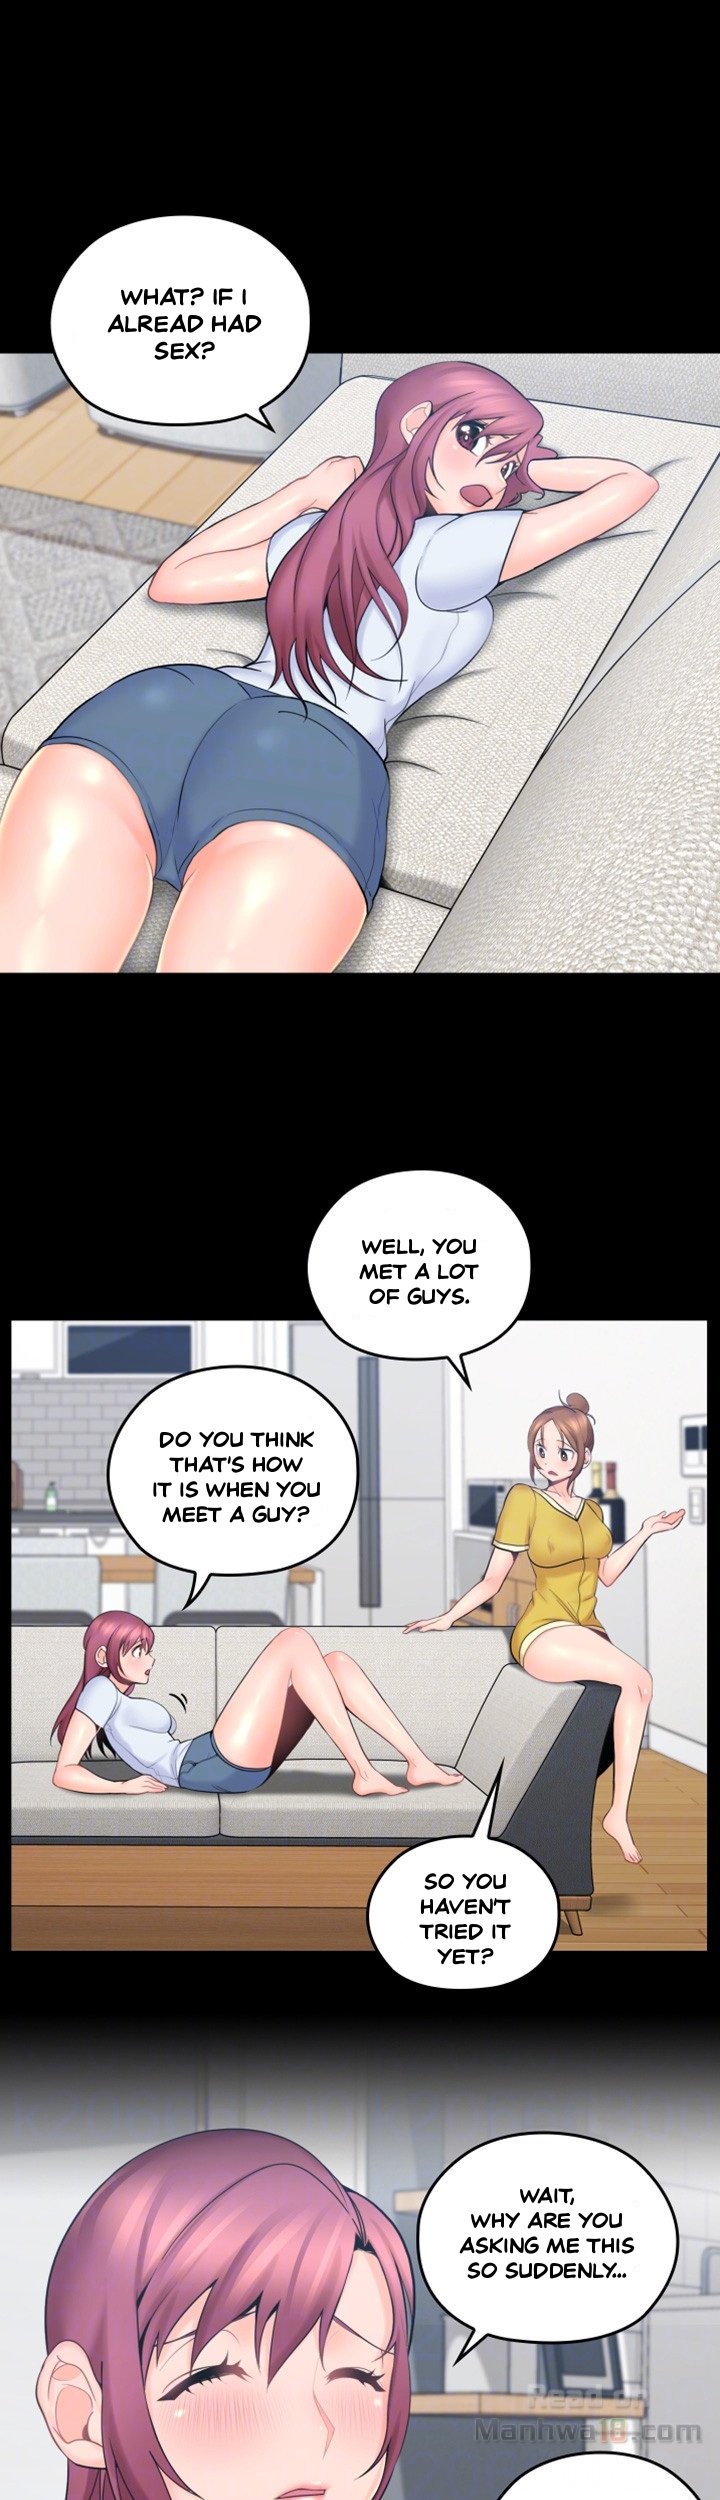 WHAT? IF I
ALREAD HAD
SEX?
WELL, YOU
MET A LOT
OF GUYS.
DO YOU THINK
THAT'S HOW
IT IS WHEN YOU
MEET A GUY?
SO YOU
HAVEN'T
TRIED IT
YET?
WAIT,
WHY ARE YOU
ASKING ME THIS
SO SUDDENLY...
Read on
Manhwa18.com